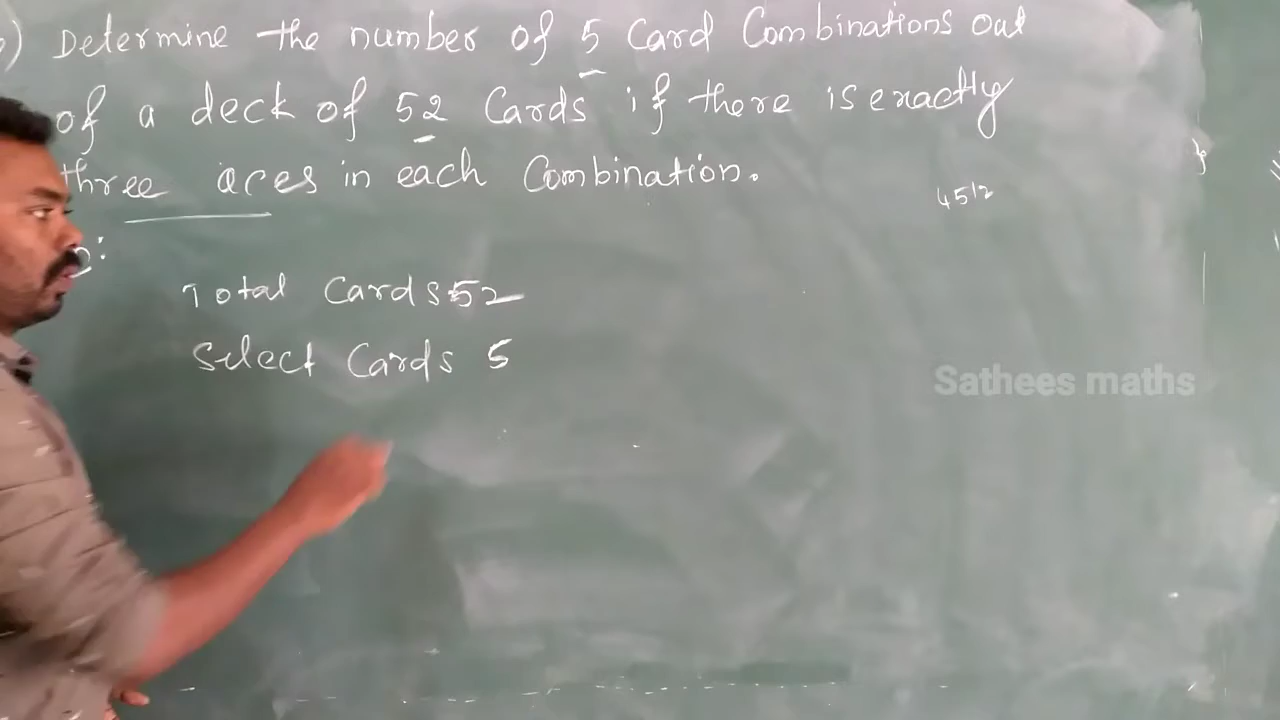 ) Determine the number of 5 Card Combinations out
of a deck of 52 Cards if there is exactly
three aces in each Combination.
4512
Total Cards 52
Select Cards 5
Sathees maths